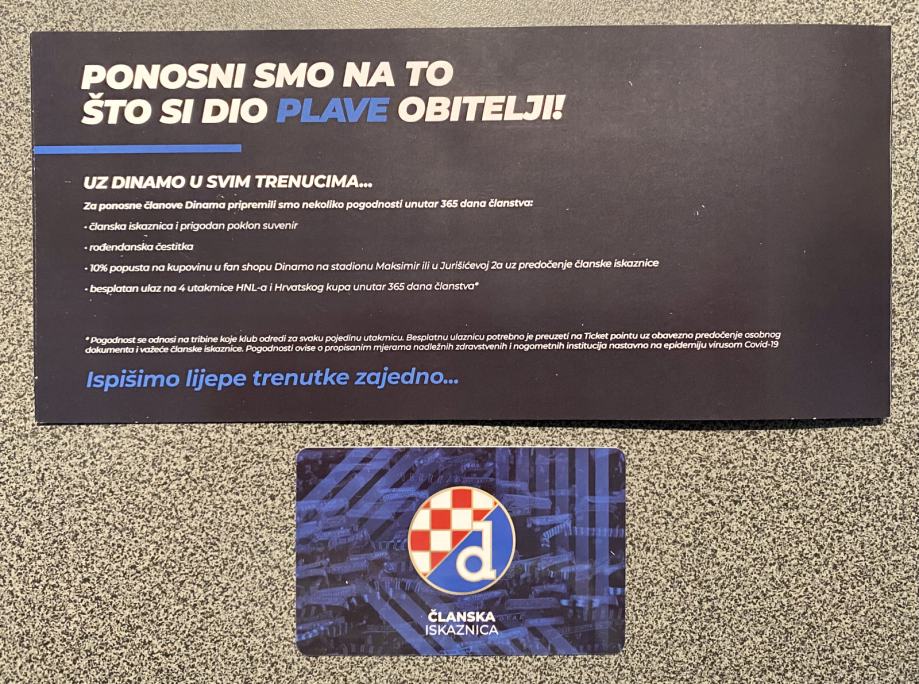 PONOSNI SMO NA TO
ŠTO SI DIO PLAVE OBITELJI!
UZ DINAMO U SVIM TRENUCIMA...
Za ponosne članove Dinama pripremili smo nekoliko pogodnosti unutar 365 dana članstva:
• članska iskaznica i prigodan poklon suvenir
• rođendanska čestitka
• 10% popusta na kupovinu u fan shopu Dinamo na stadionu Maksimir ili u Jurišićevoj 2a uz predočenje članske iskaznice
• besplatan ulaz na 4 utakmice HNL-a i Hrvatskog kupa unutar 365 dana članstva*
* Pogodnost se odnosi na tribine koje klub odredi za svaku pojedinu utakmicu. Besplatnu ulaznicu potrebno je preuzeti na Ticket pointu uz obavezno predočenje osobnog
dokumenta i važeće članske iskaznice. Pogodnosti ovise o propisanim mjerama nadležnih zdravstvenih i nogometnih institucija nastavno na epidemiju virusom Covid-19
Ispišimo lijepe trenutke zajedno...
d
ČLANSKA
ISKAZNICA